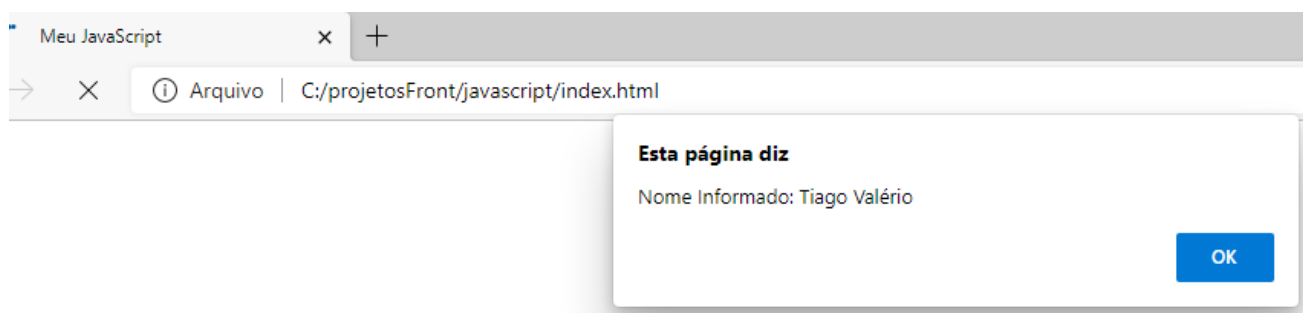 Meu JavaScript
Arquivo | C:/projetosFront/javascript/index.html
Esta página diz
Nome Informado: Tiago Valério
OK